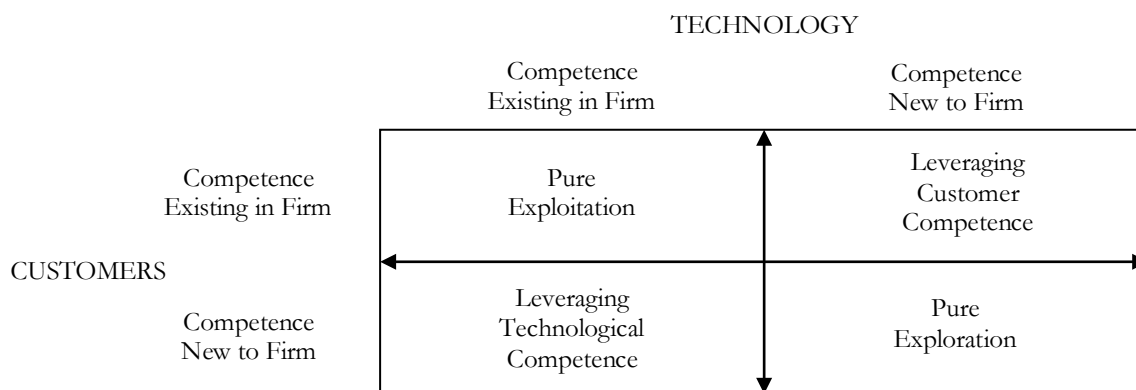 TECHNOLOGY
Competence
Existing in Firm
Competence
New to Firm
Competence
Existing in Firm
Pure
Exploitation
Leveraging
Customer
Competence
CUSTOMERS
Competence
New to Firm
Leveraging
Technological
Competence
Pure
Exploration